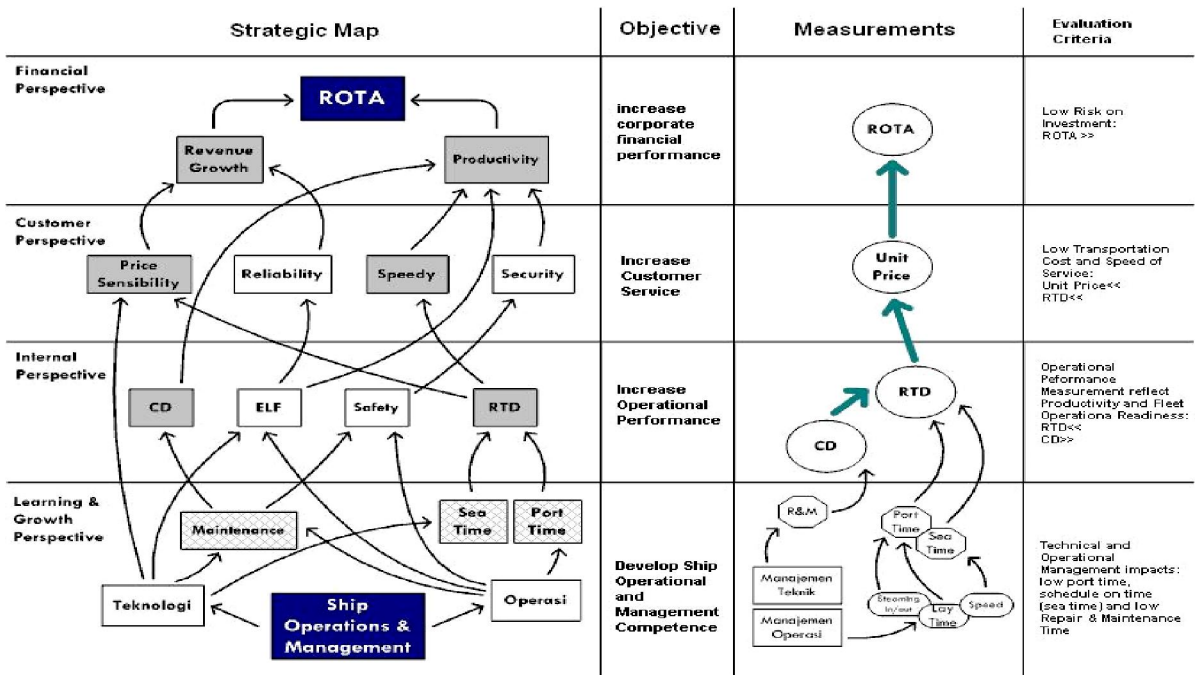 Strategic Map
Objective
Measurements
Evaluation
Criteria
Financial
Perspective
ROTA
Revenue
Growth
Productivity
increase
corporate
financial
performance
ROTA
Low Risk on
Investment:
ROTA >>
Customer
Perspective
Price
Sensibility
Reliability
Speedy
Security
Increase
Customer
Service
Unit
Price
Low Transportation
Cost and Speed of
Service:
Unit Price<<
RTD<<
Internal
Perspective
CD
ELF
Safety
RTD
Increase
Operational
Performance
RTD
CD
Operational
Peformance
Measurement reflect
Productivity and Fleet
Operationa Readiness:
RTD<<
CD>>
Learning &
Growth
Perspective
Maintenance
Sea
Time
Port
Time
Teknologi
Ship
Operations &
Management
Operasi
Develop Ship
Operational
and
Management
Competence
R&M
Port
Time
Sea
Time
Manajemen
Teknik
Manajemen
Operasi
Steaming
In/out
Lay
Time
Speed
Technical and
Operational
Management impacts:
low port time,
schedule on time
(sea time) and low
Repair & Maintenance
Time